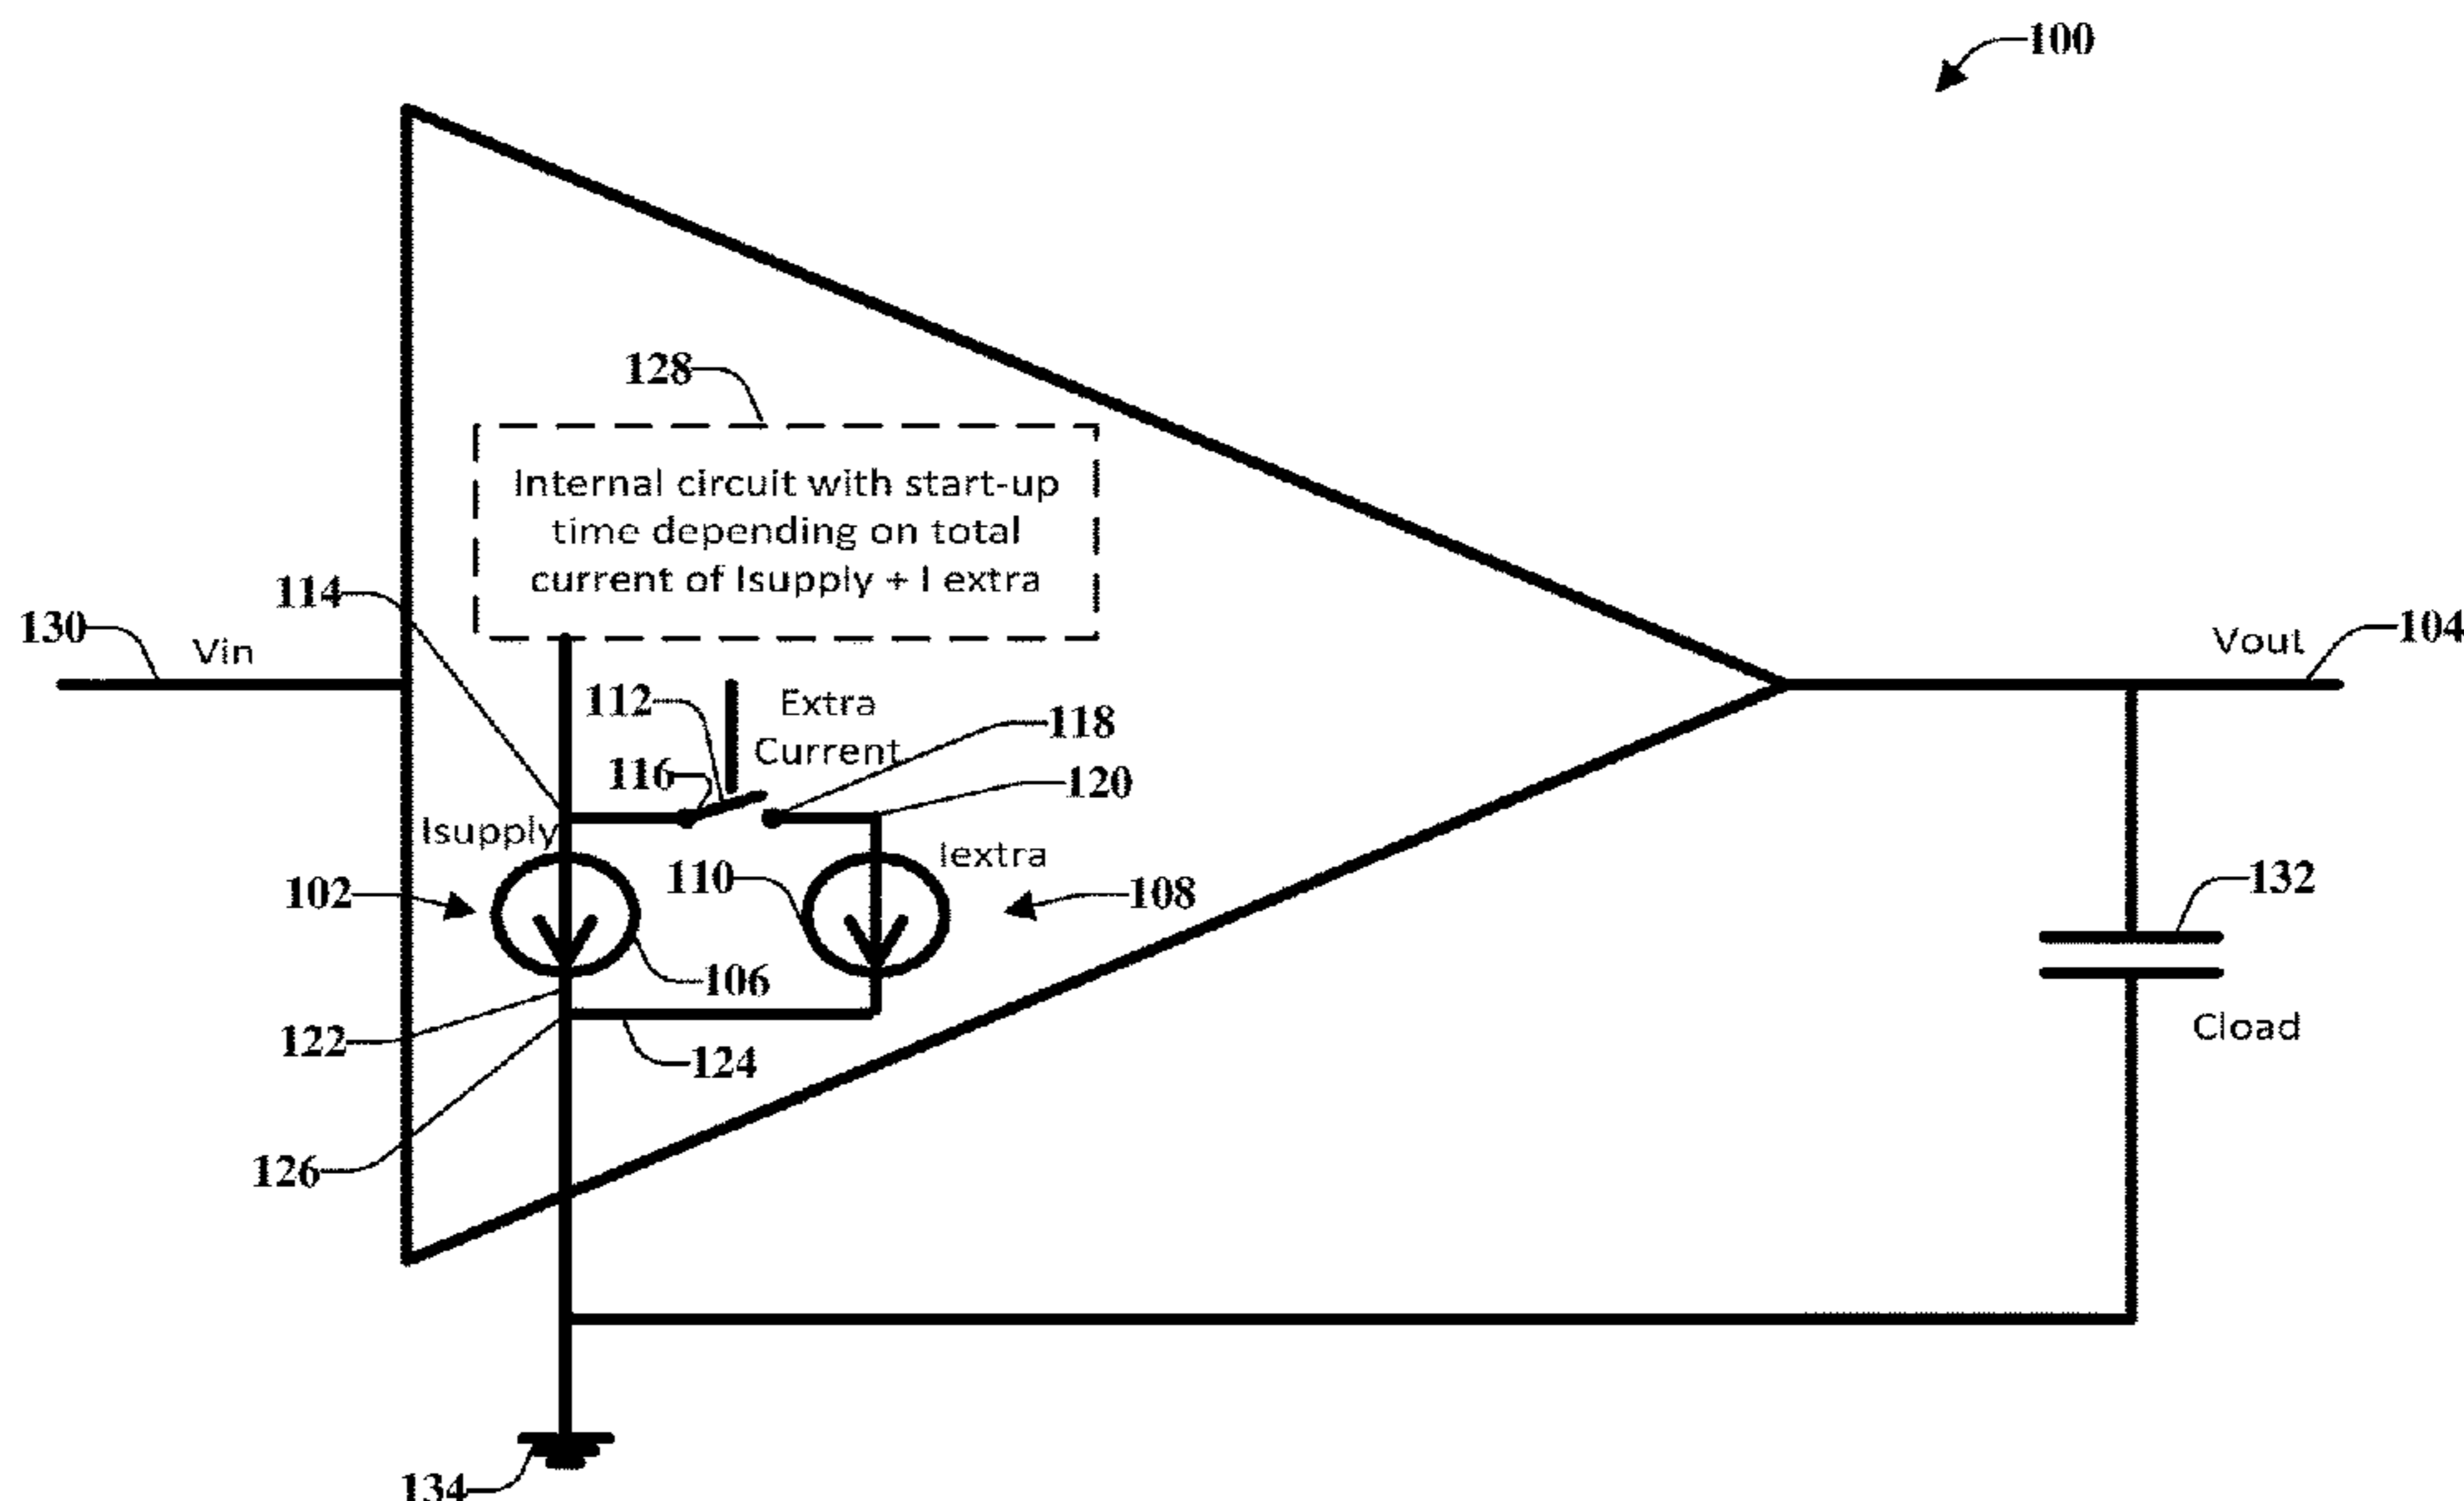 100
128
Internal circuit with start-up
time depending on total
current of Isupply + I extra
114
130
Vin
Vout
104
112
Extra
Current
118
116
120
Isupply
Iextra
102
110
108
132
106
122
Cload
124
126
134